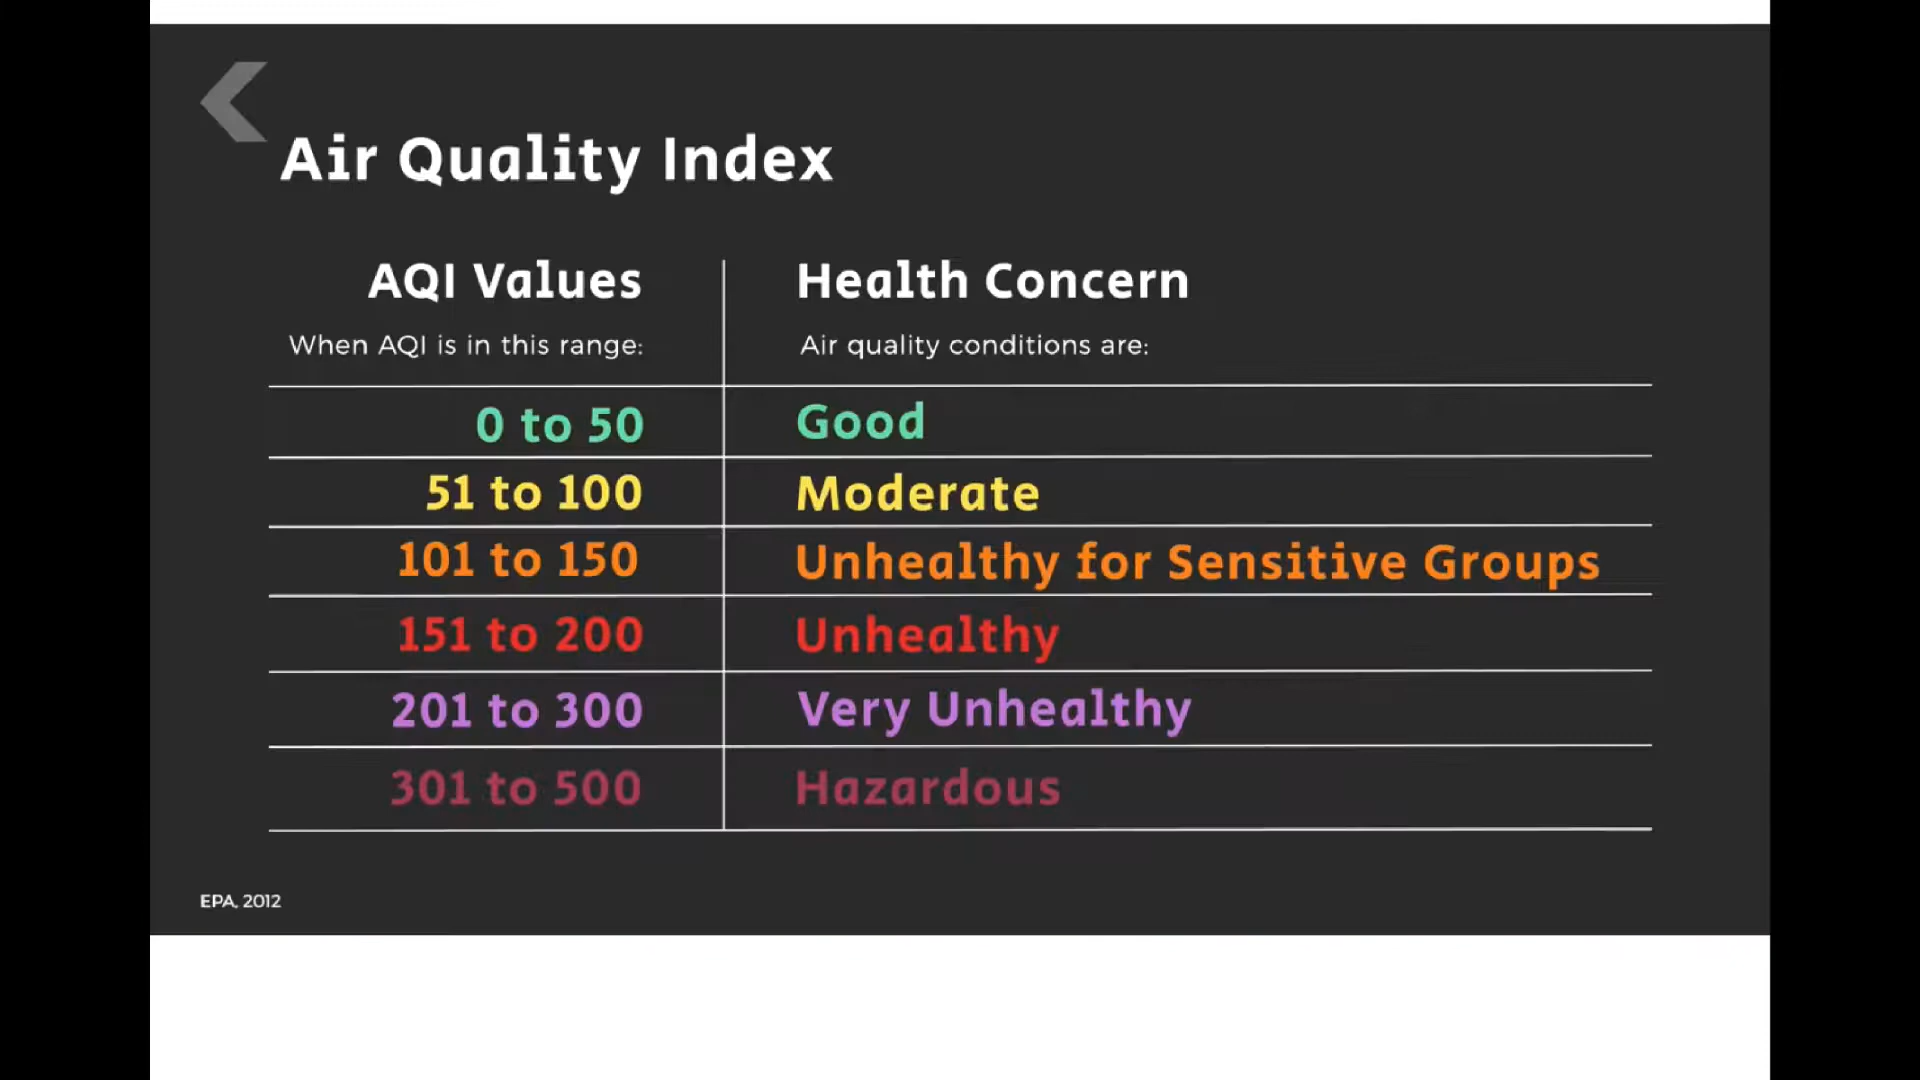 Air Quality Index
AQI Values
Health Concern
When AQI is in this range:
Air quality conditions are:
0 to 50
Good
51 to 100
Moderate
101 to 150
Unhealthy for Sensitive Groups
151 to 200
Unhealthy
201 to 300
Very Unhealthy
301 to 500
Hazardous
EPA, 2012